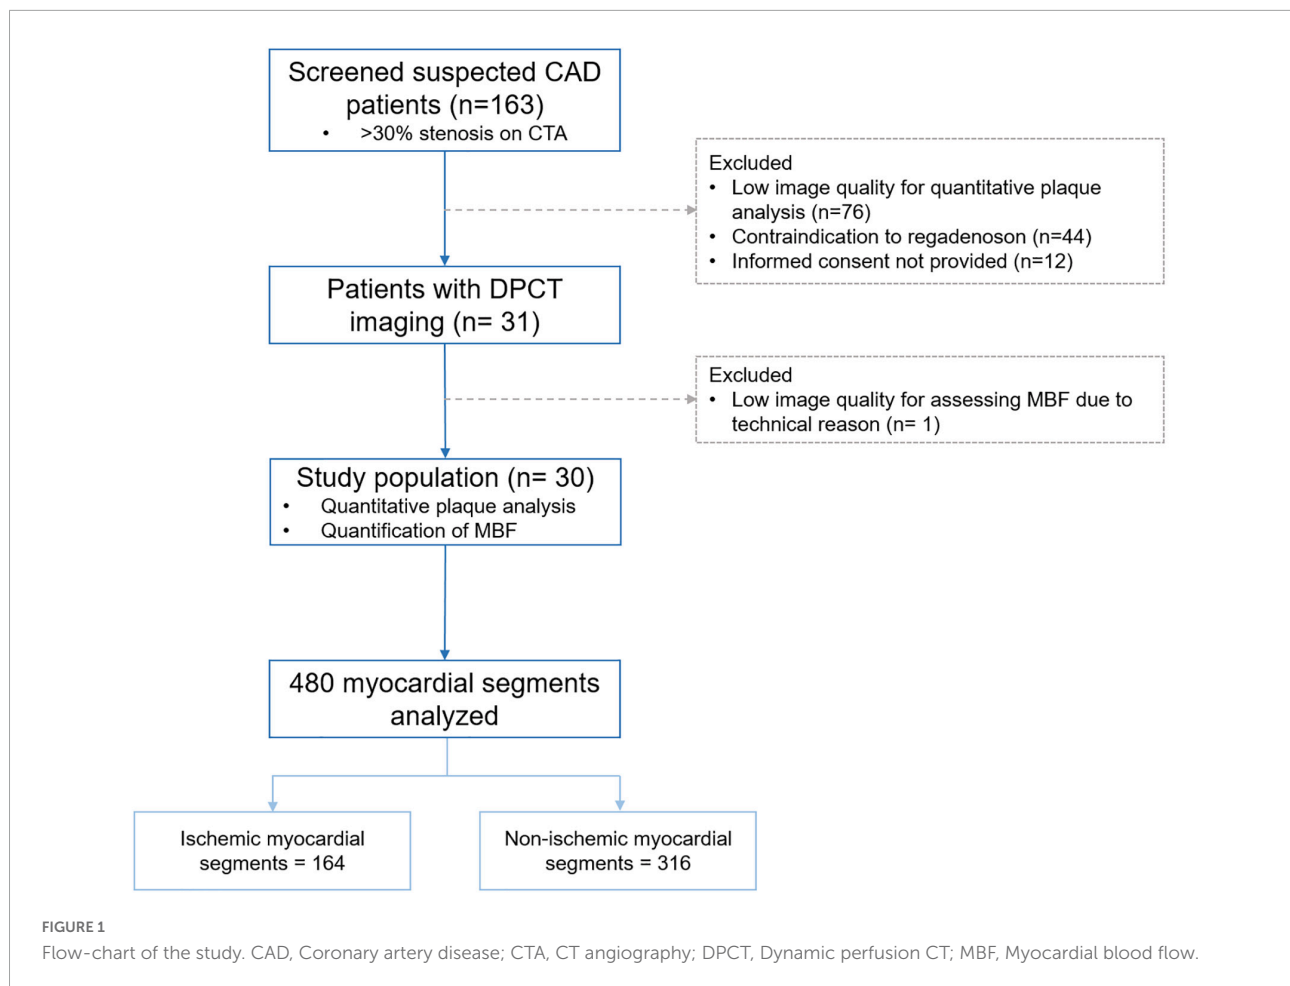 Screened suspected CAD
patients (n=163)
• >30% stenosis on CTA
Excluded
• Low image quality for quantitative plaque
analysis (n=76)
• Contraindication to regadenoson (n=44)
• Informed consent not provided (n=12)
Patients with DPCT
imaging (n= 31)
Excluded
• Low image quality for assessing MBF due to
technical reason (n= 1)
Study population (n= 30)
• Quantitative plaque analysis
• Quantification of MBF
480 myocardial segments
analyzed
Ischemic myocardial
segments = 164
Non-ischemic myocardial
segments = 316
FIGURE 1
Flow-chart of the study. CAD, Coronary artery disease; CTA, CT angiography; DPCT, Dynamic perfusion CT; MBF, Myocardial blood flow.